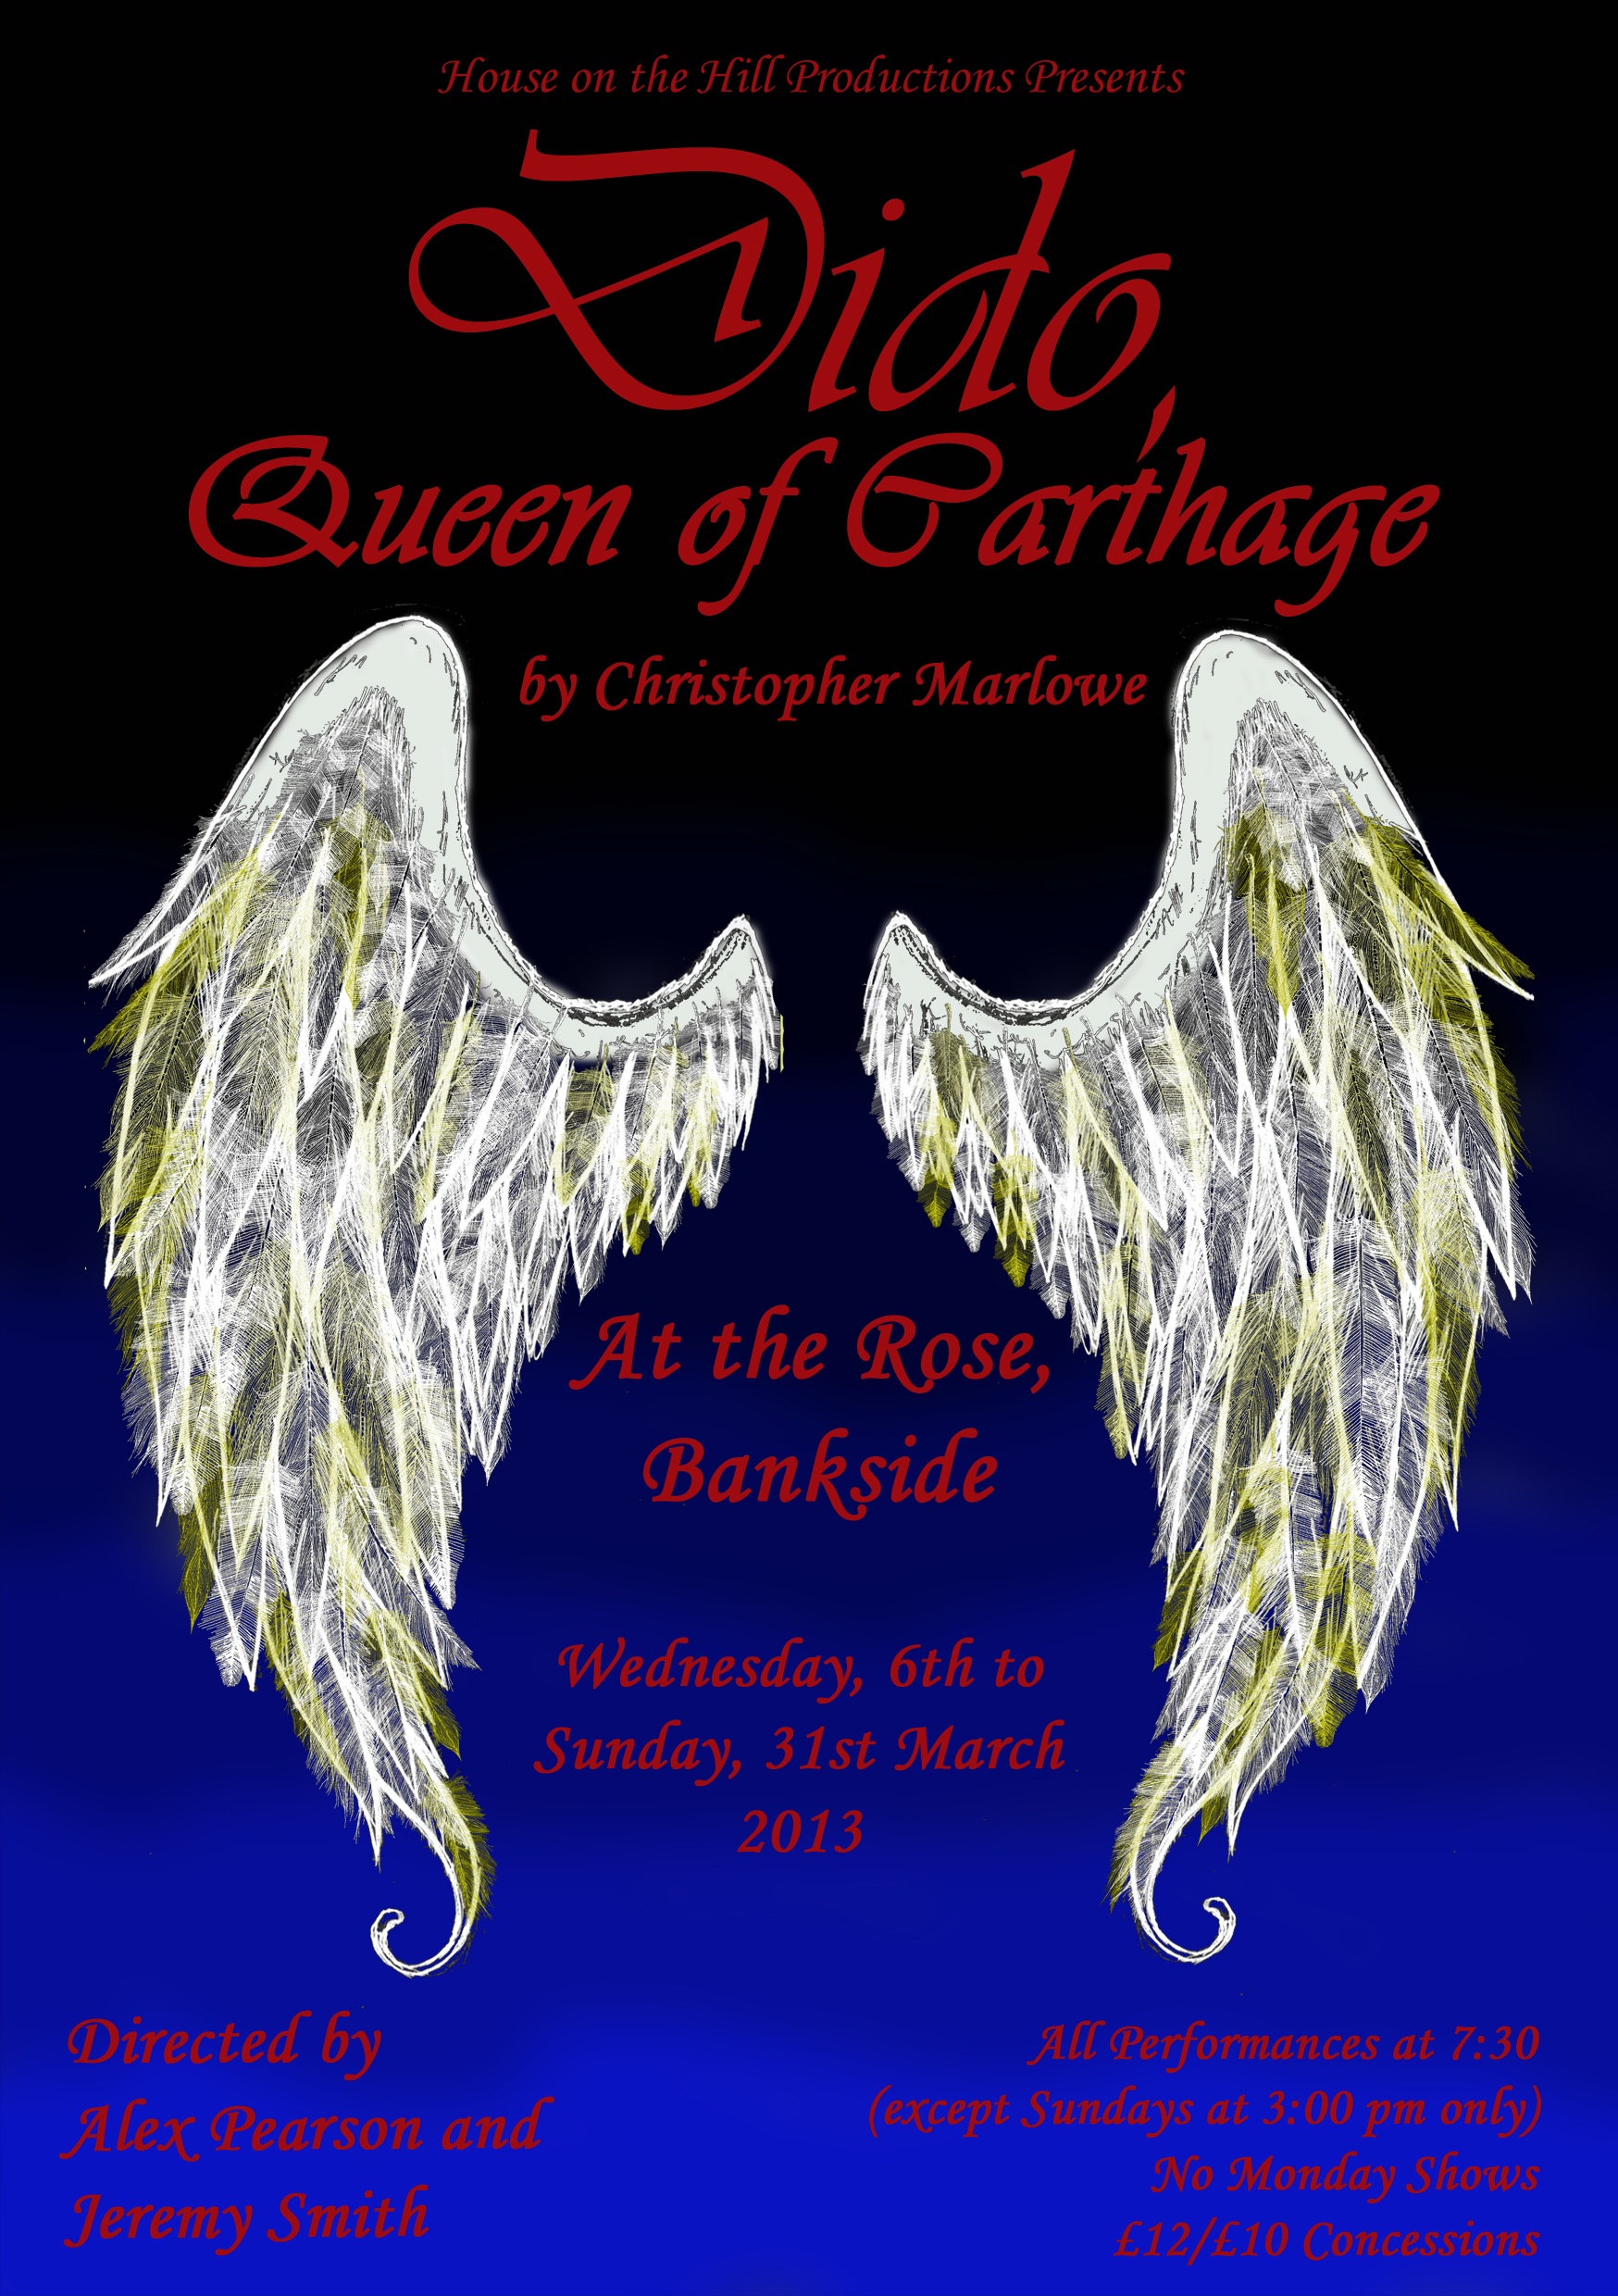 House on the Hill Productions Presents
Dido,
Queen of Carthage
by Christopher Marlowe
At the Rose,
Bankside
Wednesday, 6th to
Sunday, 31st March
2013
Directed by
Alex Pearson and
Jeremy Smith
All Performances at 7:30
(except Sundays at 3:00 pm only)
No Monday Shows
£12/£10 Concessions